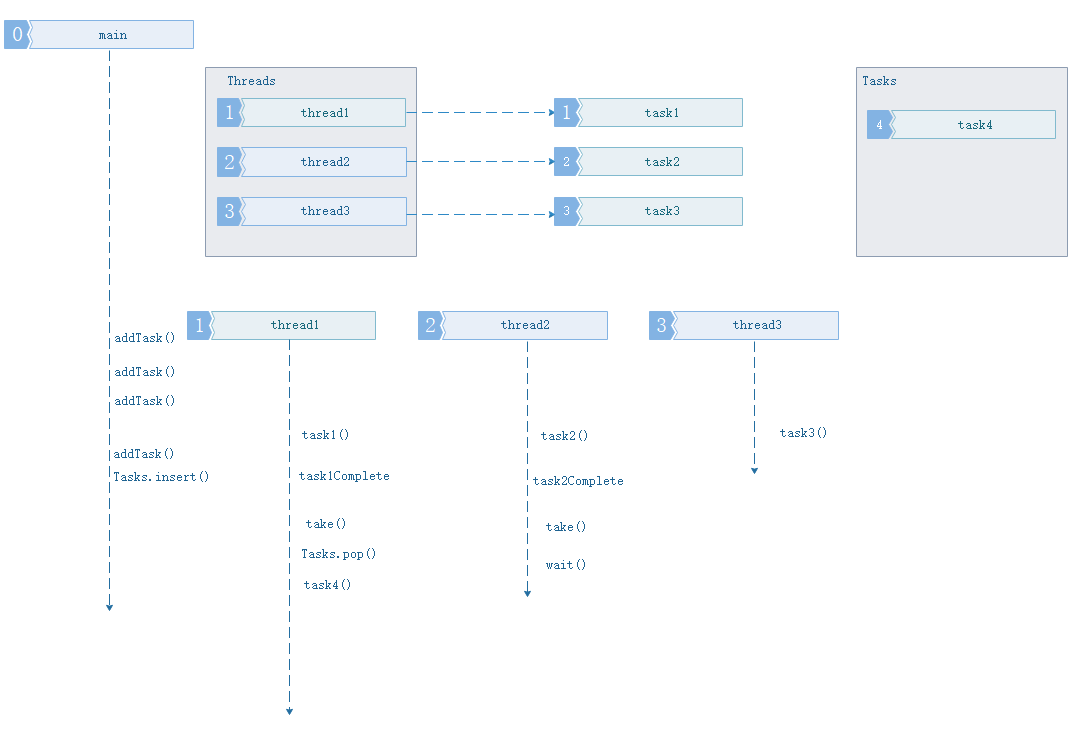 0 main
Threads
1 thread1
2 thread2
3 thread3
1 task1
2 task2
3 task3
Tasks
4 task4
addTask()
addTask()
addTask()
addTask()
Tasks.insert()
1 thread1
task1()
task1Complete
take()
Tasks.pop()
task4()
2 thread2
task2()
task2Complete
take()
wait()
3 thread3
task3()